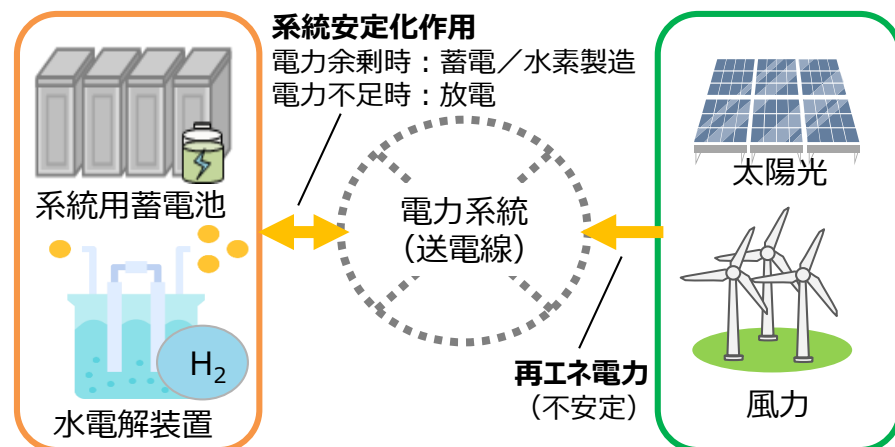 系統安定化作用
電力余剰時：蓄電／水素製造
電力不足時：放電
系統用蓄電池
H₂
水電解装置
電力系統
（送電線）
再エネ電力
（不安定）
太陽光
風力